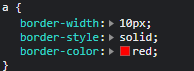 a {
border-width: 10px;
border-style: solid;
border-color: red;
}